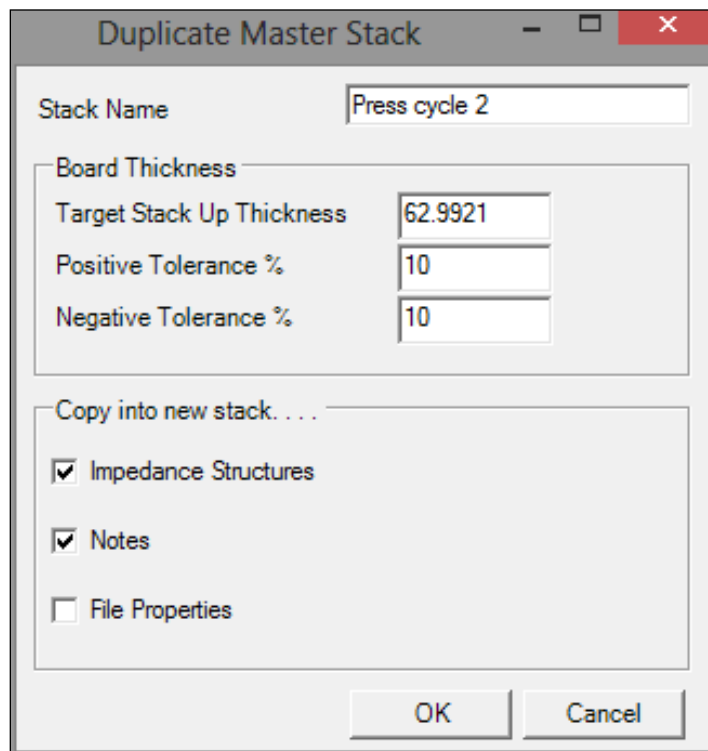 Duplicate Master Stack
Stack Name Press cycle 2
Board Thickness
Target Stack Up Thickness 62.9921
Positive Tolerance % 10
Negative Tolerance % 10
Copy into new stack. . . .
Impedance Structures
Notes
File Properties
OK Cancel